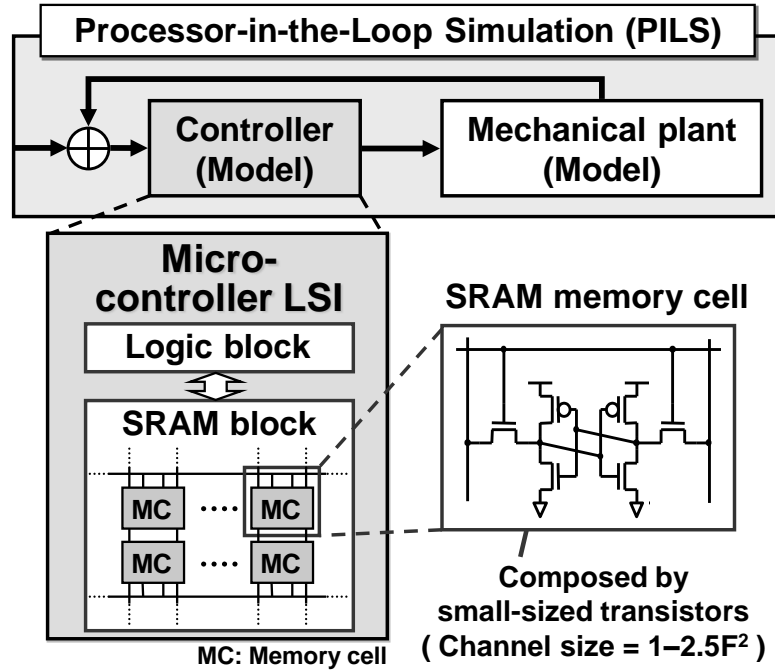 Processor-in-the-Loop Simulation (PILS)
Controller
(Model)
Mechanical plant
(Model)
Micro-
controller LSI
Logic block
SRAM block
MC
MC
MC
MC
MC: Memory cell
SRAM memory cell
Composed by
small-sized transistors
( Channel size = 1–2.5F²)